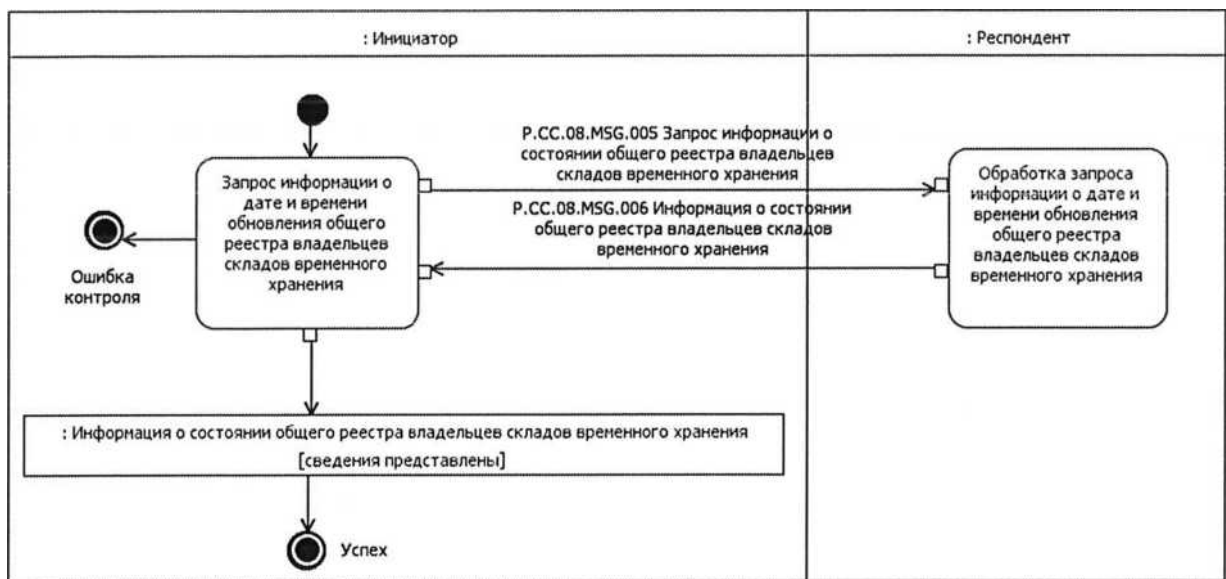 : Инициатор
: Респондент
P.CC.08.MSG.005 Запрос информации о
состоянии общего реестра владельцев
складов временного хранения
Запрос информации о
дате и времени
обновления общего
реестра владельцев
складов временного
хранения
P.CC.08.MSG.006 Информация о состоянии
общего реестра владельцев складов
временного хранения
Обработка запроса
информации о дате и
времени обновления
общего реестра
владельцев складов
временного хранения
Ошибка
контроля
: Информация о состоянии общего реестра владельцев складов временного хранения
[сведения представлены]
Успех